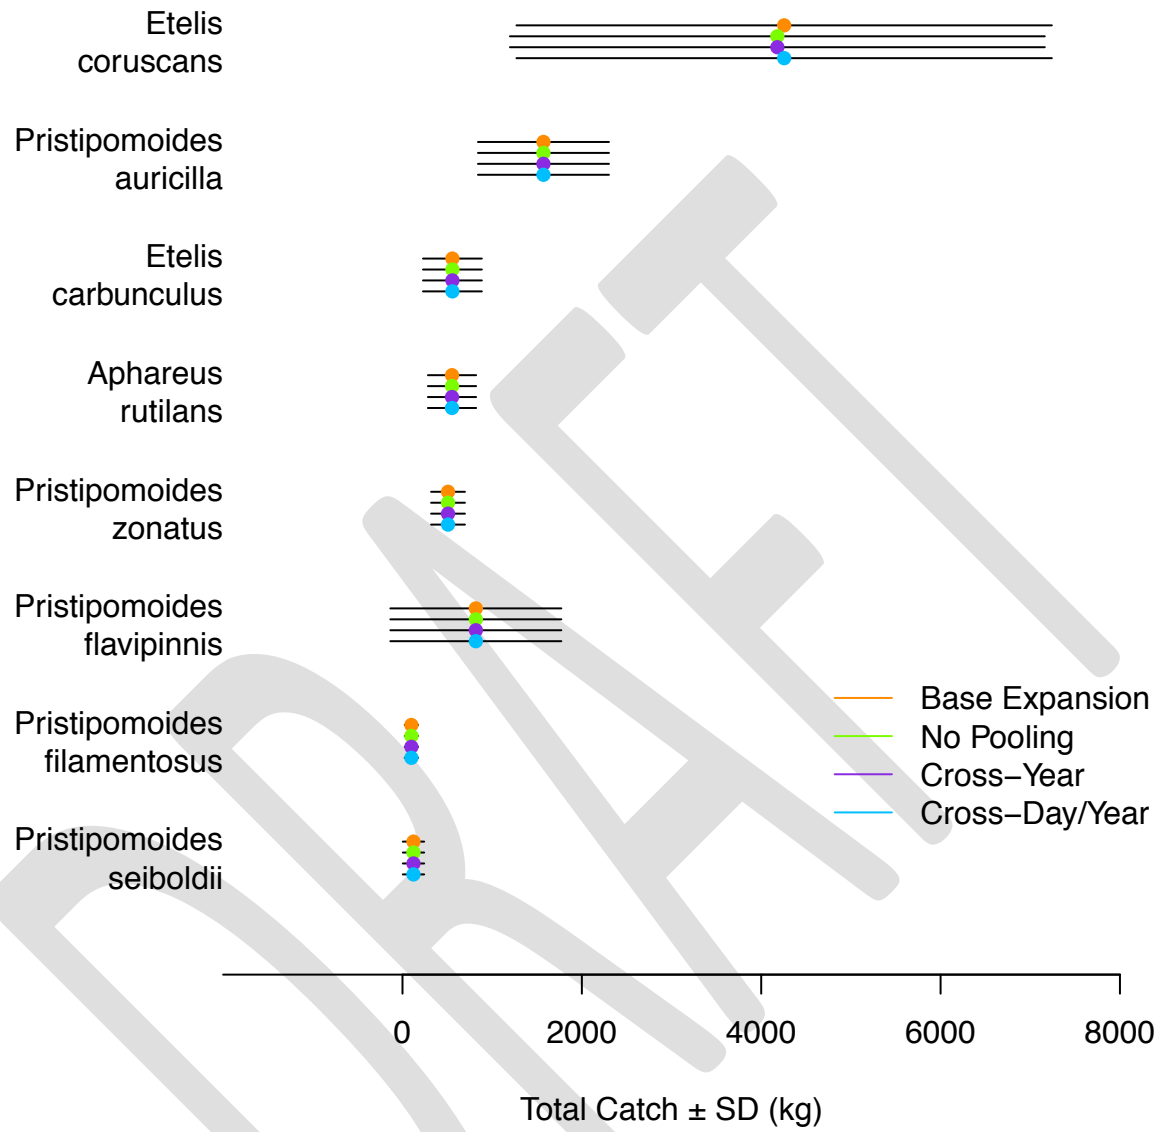 Etelis
coruscans
Pristipomoides
auricilla
Etelis
carbunculus
Aphareus
rutilans
Pristipomoides
zonatus
Pristipomoides
flavipinnis
Pristipomoides
filamentosus
Pristipomoides
seiboldii
Base Expansion
No Pooling
Cross−Year
Cross−Day/Year
0 2000 4000 6000 8000
Total Catch ± SD (kg)
DRAFT